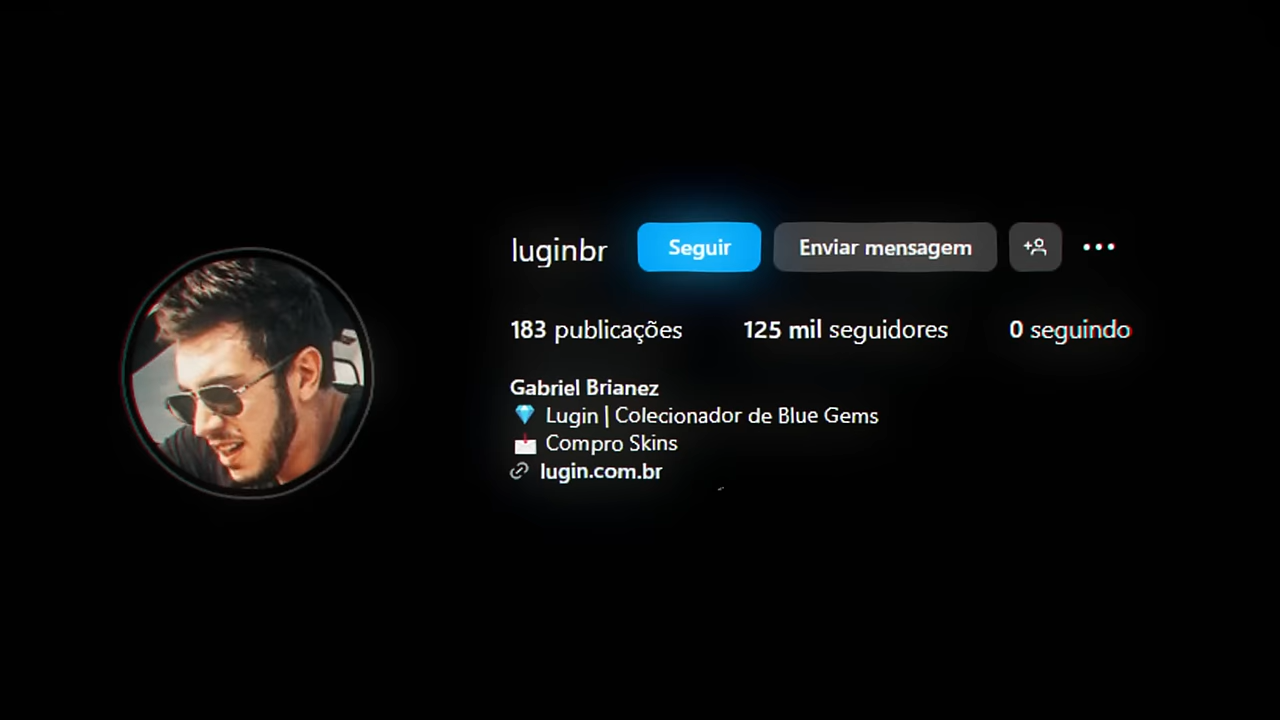 luginbr Seguir Enviar mensagem
183 publicações 125 mil seguidores 0 seguindo
Gabriel Brianez
💎 Lugin | Colecionador de Blue Gems
📩 Compro Skins
lugin.com.br